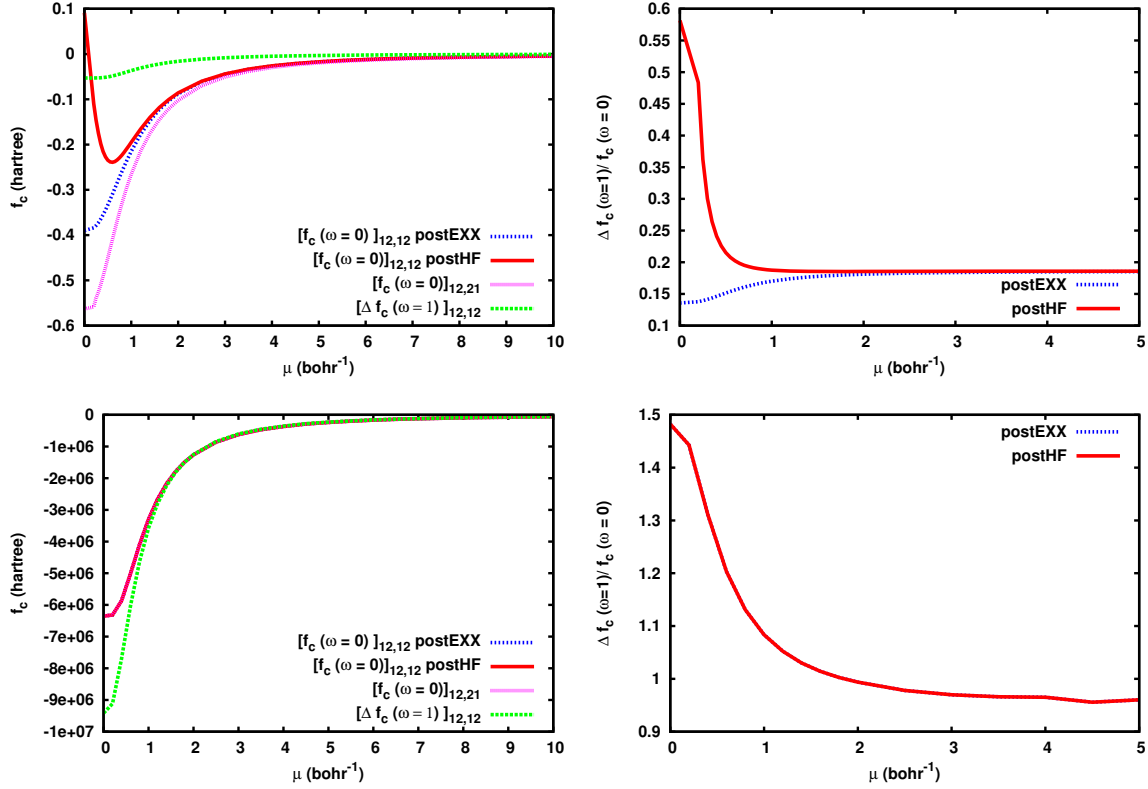 0.1
0
-0.1
-0.2
-0.3
-0.4
-0.5
-0.6
f_c (hartree)
[f_c (ω = 0) ]_12,12 postEXX
[f_c (ω = 0)]_12,12 postHF
[f_c (ω = 0)]_12,21
[Δ f_c (ω = 1) ]_12,12
0 1 2 3 4 5 6 7 8 9 10
μ (bohr^-1)
0.6
0.55
0.5
0.45
0.4
0.35
0.3
0.25
0.2
0.15
0.1
Δ f_c (ω=1)/ f_c (ω = 0)
postEXX
postHF
0 1 2 3 4 5
μ (bohr^-1)
0
-1e+06
-2e+06
-3e+06
-4e+06
-5e+06
-6e+06
-7e+06
-8e+06
-9e+06
-1e+07
f_c (hartree)
[f_c (ω = 0) ]_12,12 postEXX
[f_c (ω = 0)]_12,12 postHF
[f_c (ω = 0)]_12,21
[Δ f_c (ω = 1) ]_12,12
0 1 2 3 4 5 6 7 8 9 10
μ (bohr^-1)
1.5
1.4
1.3
1.2
1.1
1
0.9
Δ f_c (ω=1)/ f_c (ω = 0)
postEXX
postHF
0 1 2 3 4 5
μ (bohr^-1)